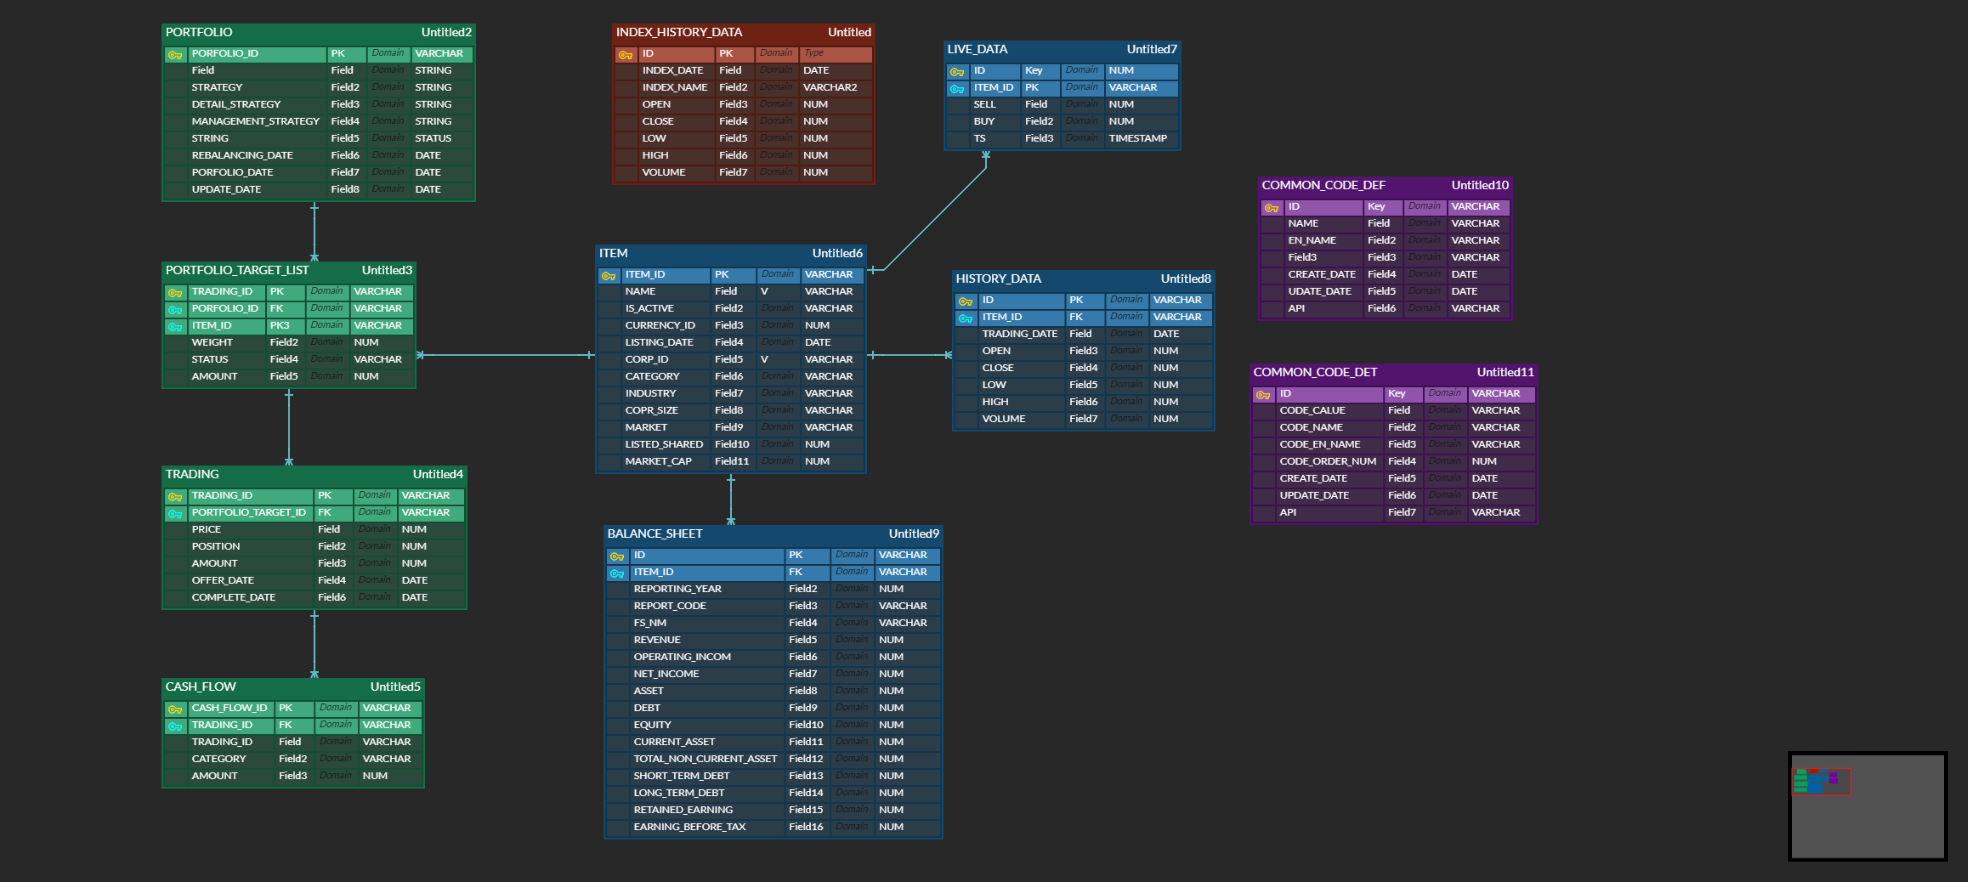 PORTFOLIO Untitled2
PORFOLIO_ID PK Domain VARCHAR
Field Field Domain STRING
STRATEGY Field2 Domain STRING
DETAIL_STRATEGY Field3 Domain STRING
MANAGEMENT_STRATEGY Field4 Domain STRING
STRING Field5 Domain STATUS
REBALANCING_DATE Field6 Domain DATE
PORFOLIO_DATE Field7 Domain DATE
UPDATE_DATE Field8 Domain DATE
INDEX_HISTORY_DATA Untitled
ID PK Domain Type
INDEX_DATE Field Domain DATE
INDEX_NAME Field2 Domain VARCHAR2
OPEN Field3 Domain NUM
CLOSE Field4 Domain NUM
LOW Field5 Domain NUM
HIGH Field6 Domain NUM
VOLUME Field7 Domain NUM
LIVE_DATA Untitled7
ID Key Domain NUM
ITEM_ID PK Domain VARCHAR
SELL Field Domain NUM
BUY Field2 Domain NUM
TS Field3 Domain TIMESTAMP
COMMON_CODE_DEF Untitled10
ID Key Domain VARCHAR
NAME Field Domain VARCHAR
EN_NAME Field2 Domain VARCHAR
Field3 Field3 Domain VARCHAR
CREATE_DATE Field4 Domain DATE
UDATE_DATE Field5 Domain DATE
API Field6 Domain VARCHAR
PORTFOLIO_TARGET_LIST Untitled3
TRADING_ID PK Domain VARCHAR
PORFOLIO_ID FK Domain VARCHAR
ITEM_ID PK3 Domain VARCHAR
WEIGHT Field2 Domain NUM
STATUS Field4 Domain VARCHAR
AMOUNT Field5 Domain NUM
ITEM Untitled6
ITEM_ID PK Domain VARCHAR
NAME Field V Domain VARCHAR
IS_ACTIVE Field2 Domain VARCHAR
CURRENCY_ID Field3 Domain NUM
LISTING_DATE Field4 Domain DATE
CORP_ID Field5 V VARCHAR
CATEGORY Field6 Domain VARCHAR
INDUSTRY Field7 Domain VARCHAR
COPR_SIZE Field8 Domain VARCHAR
MARKET Field9 Domain VARCHAR
LISTED_SHARED Field10 Domain NUM
MARKET_CAP Field11 Domain NUM
HISTORY_DATA Untitled8
ID PK Domain VARCHAR
ITEM_ID FK Domain VARCHAR
TRADING_DATE Field Domain DATE
OPEN Field3 Domain NUM
CLOSE Field4 Domain NUM
LOW Field5 Domain NUM
HIGH Field6 Domain NUM
VOLUME Field7 Domain NUM
COMMON_CODE_DET Untitled11
ID Key Domain VARCHAR
CODE_CALUE Field Domain VARCHAR
CODE_NAME Field2 Domain VARCHAR
CODE_EN_NAME Field3 Domain VARCHAR
CODE_ORDER_NUM Field4 Domain NUM
CREATE_DATE Field5 Domain DATE
UPDATE_DATE Field6 Domain DATE
API Field7 Domain VARCHAR
TRADING Untitled4
TRADING_ID PK Domain VARCHAR
PORTFOLIO_TARGET_ID FK Domain VARCHAR
PRICE Field Domain NUM
POSITION Field2 Domain NUM
AMOUNT Field3 Domain NUM
OFFER_DATE Field4 Domain DATE
COMPLETE_DATE Field6 Domain DATE
BALANCE_SHEET Untitled9
ID PK Domain VARCHAR
ITEM_ID FK Domain VARCHAR
REPORTING_YEAR Field2 Domain NUM
REPORT_CODE Field3 Domain VARCHAR
FS_NM Field4 Domain VARCHAR
REVENUE Field5 Domain NUM
OPERATING_INCOM Field6 Domain NUM
NET_INCOME Field7 Domain NUM
ASSET Field8 Domain NUM
DEBT Field9 Domain NUM
EQUITY Field10 Domain NUM
CURRENT_ASSET Field11 Domain NUM
TOTAL_NON_CURRENT_ASSET Field12 Domain NUM
SHORT_TERM_DEBT Field13 Domain NUM
LONG_TERM_DEBT Field14 Domain NUM
RETAINED_EARNING Field15 Domain NUM
EARNING_BEFORE_TAX Field16 Domain NUM
CASH_FLOW Untitled5
CASH_FLOW_ID PK Domain VARCHAR
TRADING_ID FK Domain VARCHAR
TRADING_ID Field Domain VARCHAR
CATEGORY Field2 Domain VARCHAR
AMOUNT Field3 Domain NUM